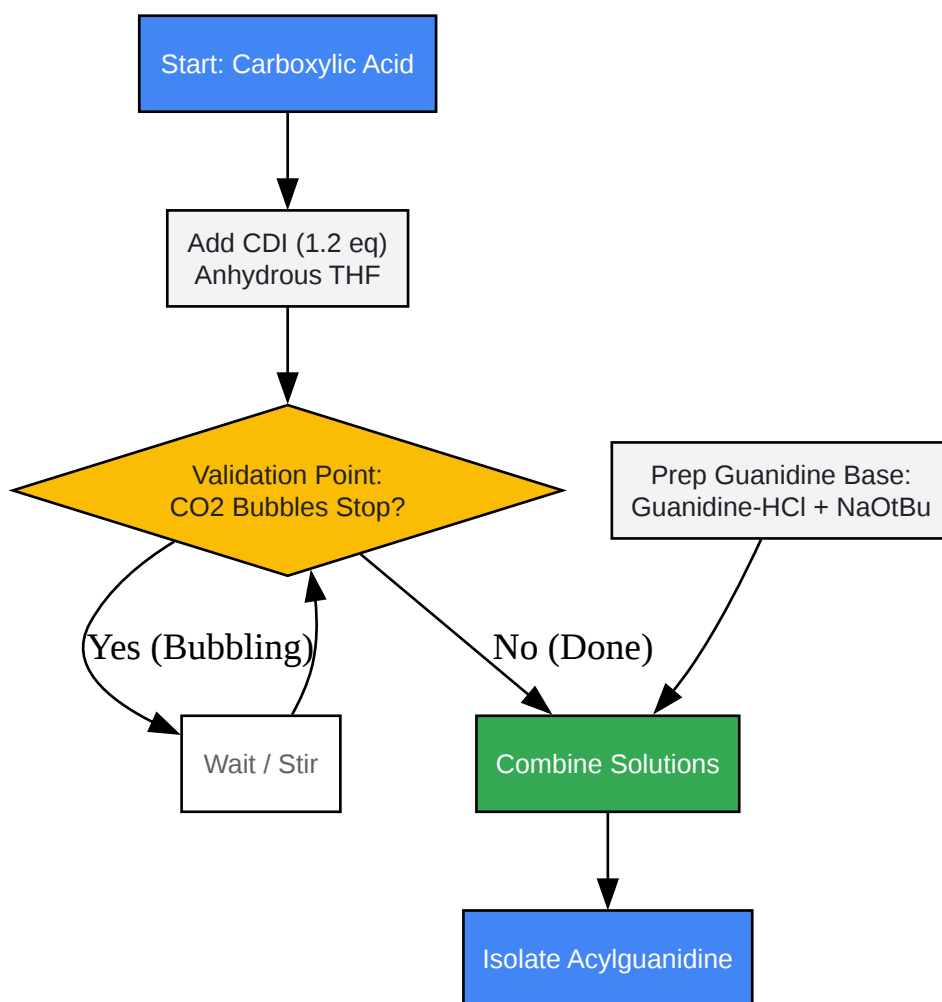 Start: Carboxylic Acid
Add CDI (1.2 eq)
Anhydrous THF
Validation Point:
CO2 Bubbles Stop?
Prep Guanidine Base:
Guanidine-HCl + NaOtBu
Yes (Bubbling)
No (Done)
Wait / Stir
Combine Solutions
Isolate Acylguanidine